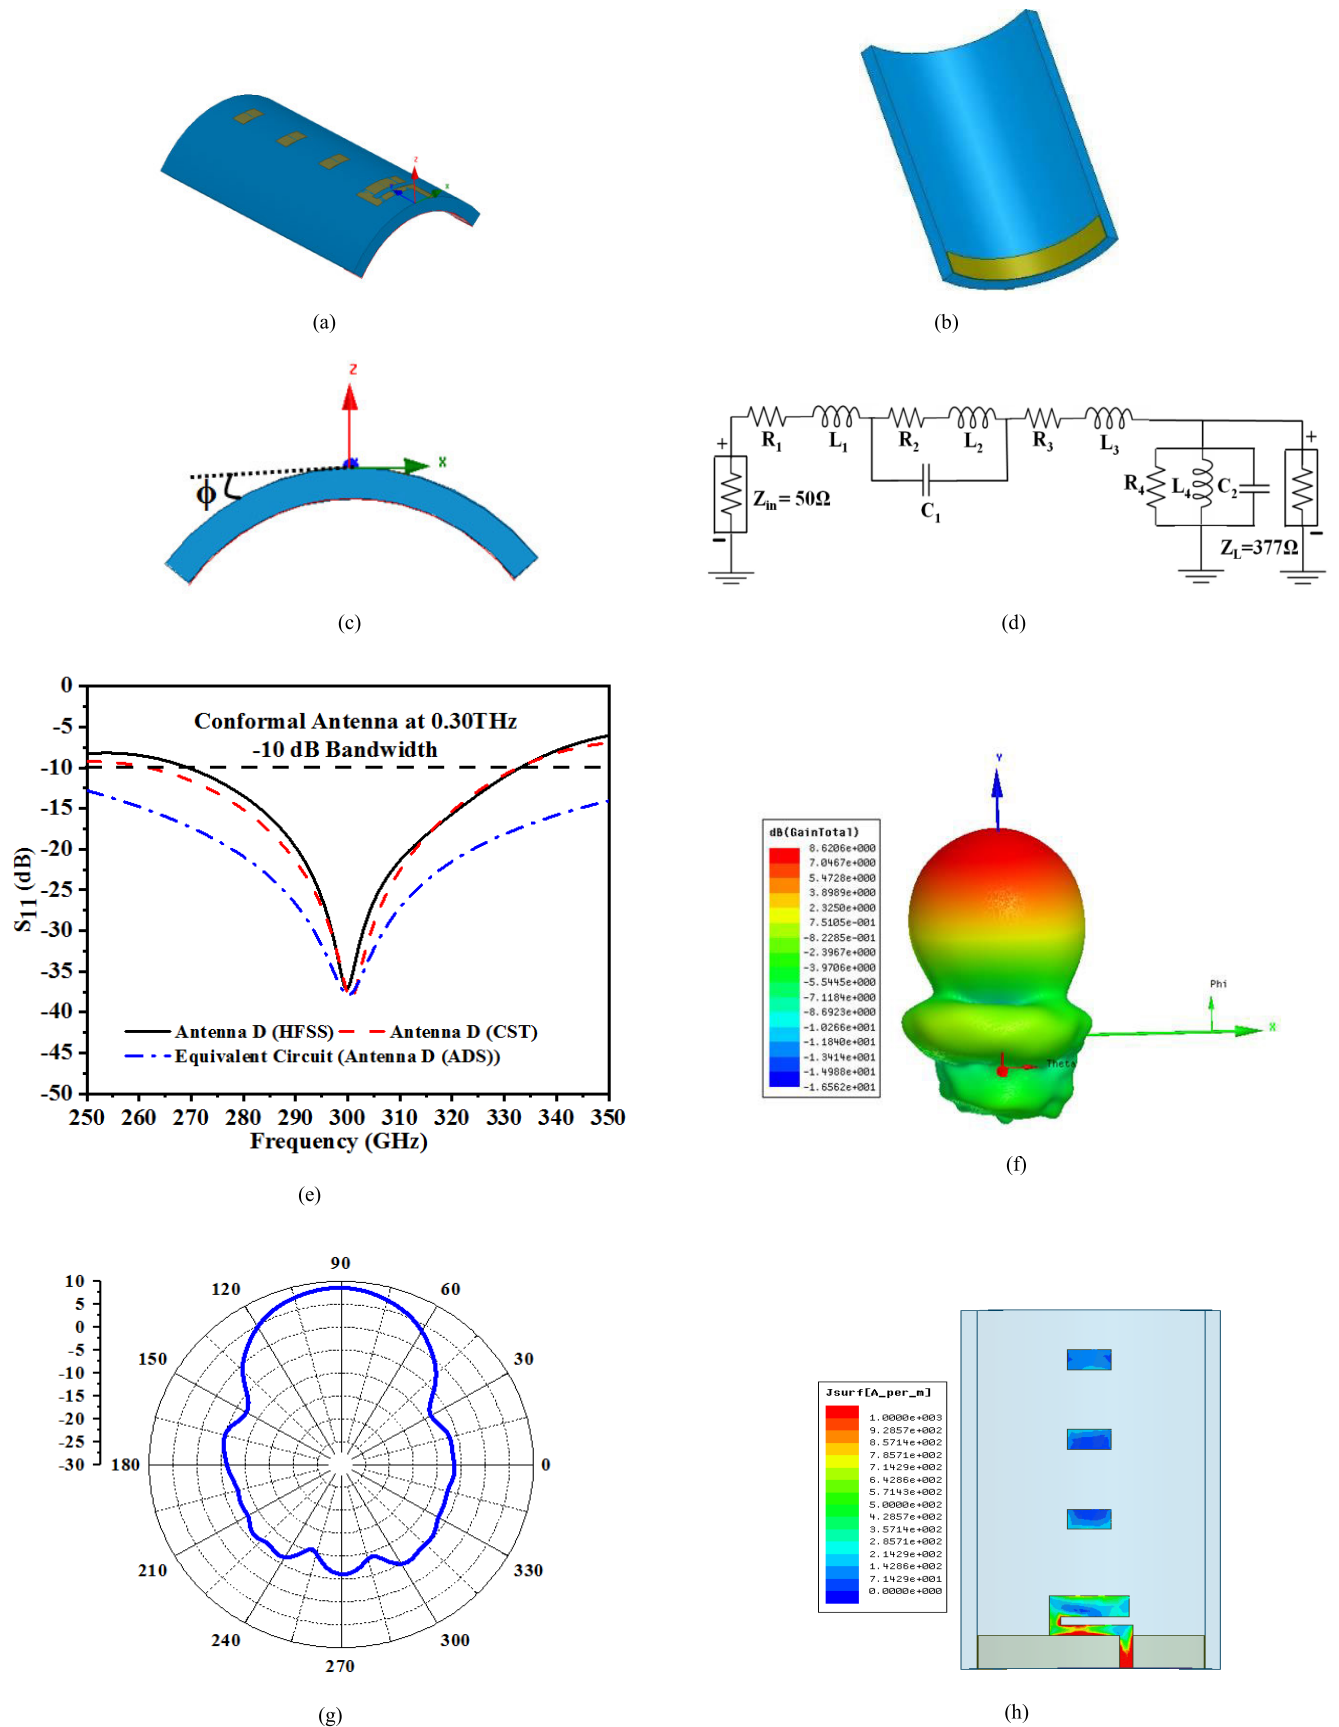 z
x
(a)
(b)
z
x
ϕ
(c)
+
R1
L1
R2
L2
R3
L3
+
C1
Zin= 50Ω
R4
L4
C2
-
-
ZL=377Ω
(d)
0
-5
-10
-15
-20
-25
-30
-35
-40
-45
-50
S11 (dB)
Conformal Antenna at 0.30THz
-10 dB Bandwidth
Antenna D (HFSS)
Antenna D (CST)
Equivalent Circuit (Antenna D (ADS))
250 260 270 280 290 300 310 320 330 340 350
Frequency (GHz)
(e)
dB(GainTotal)
8.6206e+000
7.0467e+000
5.4728e+000
3.8989e+000
2.3250e+000
7.5105e-001
-8.2285e-001
-2.3967e+000
-3.9706e+000
-5.5445e+000
-7.1184e+000
-8.6923e+000
-1.0266e+001
-1.1840e+001
-1.3414e+001
-1.4988e+001
-1.6562e+001
Y
Phi
X
Theta
(f)
10
5
0
-5
-10
-15
-20
-25
-30
90
120
60
150
30
180
0
210
330
240
300
270
(g)
Jsurf[A_per_m]
1.0000e+003
9.2857e+002
8.5714e+002
7.8571e+002
7.1429e+002
6.4286e+002
5.7143e+002
5.0000e+002
4.2857e+002
3.5714e+002
2.8571e+002
2.1429e+002
1.4286e+002
7.1429e+001
0.0000e+000
(h)